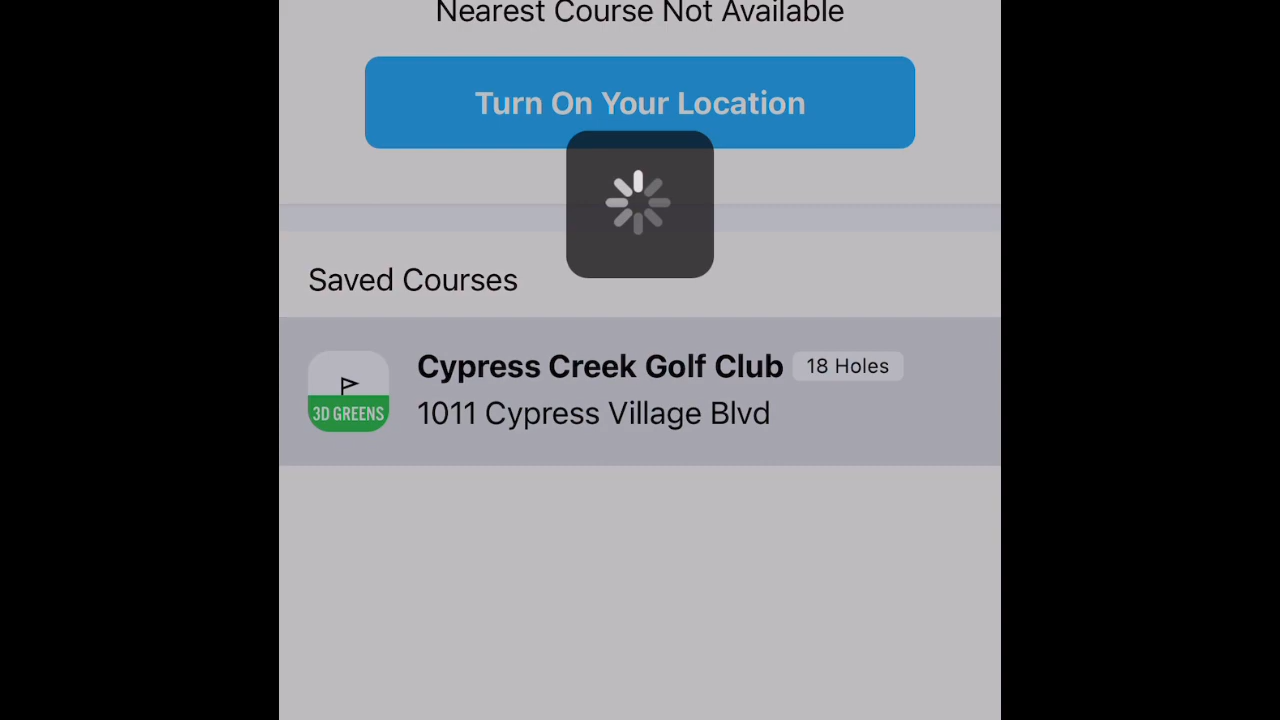 Nearest Course Not Available
Turn On Your Location
Saved Courses
Cypress Creek Golf Club 18 Holes
3D GREENS
1011 Cypress Village Blvd